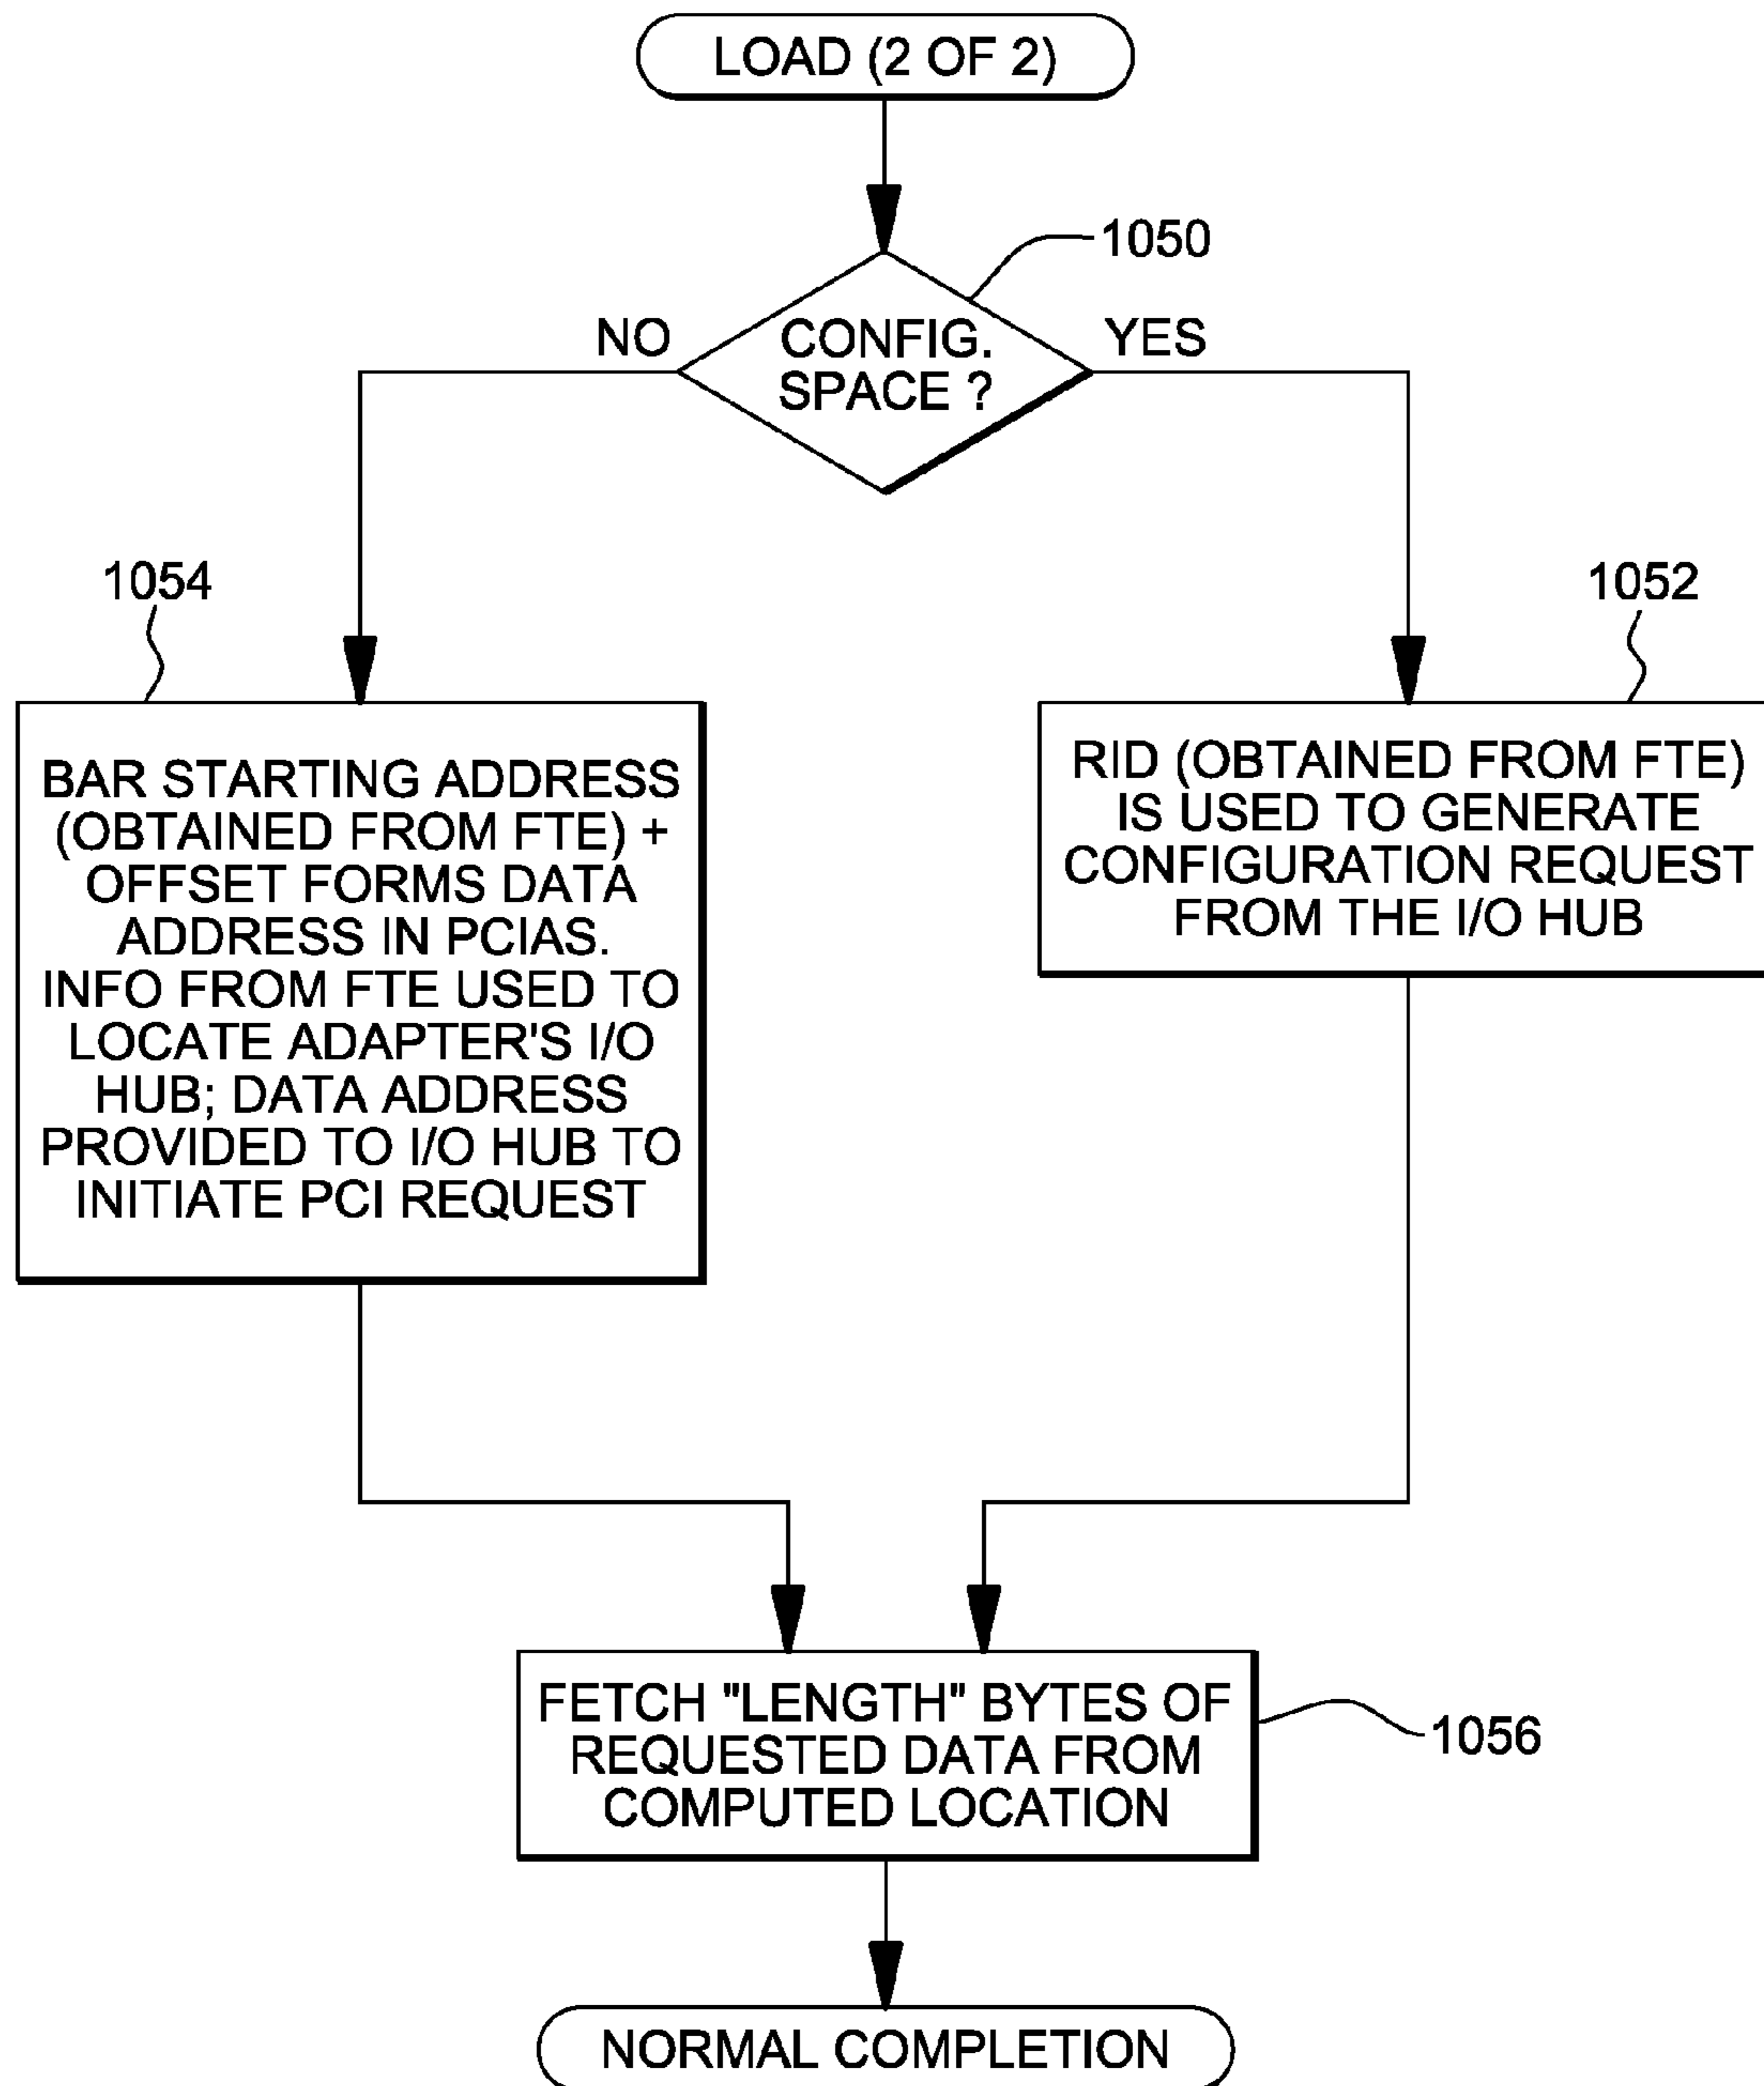 LOAD (2 OF 2)
1050
NO
CONFIG.
SPACE ?
YES
1054
1052
BAR STARTING ADDRESS
(OBTAINED FROM FTE) +
OFFSET FORMS DATA
ADDRESS IN PCIAS.
INFO FROM FTE USED TO
LOCATE ADAPTER'S I/O
HUB; DATA ADDRESS
PROVIDED TO I/O HUB TO
INITIATE PCI REQUEST
RID (OBTAINED FROM FTE)
IS USED TO GENERATE
CONFIGURATION REQUEST
FROM THE I/O HUB
FETCH "LENGTH" BYTES OF
REQUESTED DATA FROM
COMPUTED LOCATION
1056
NORMAL COMPLETION